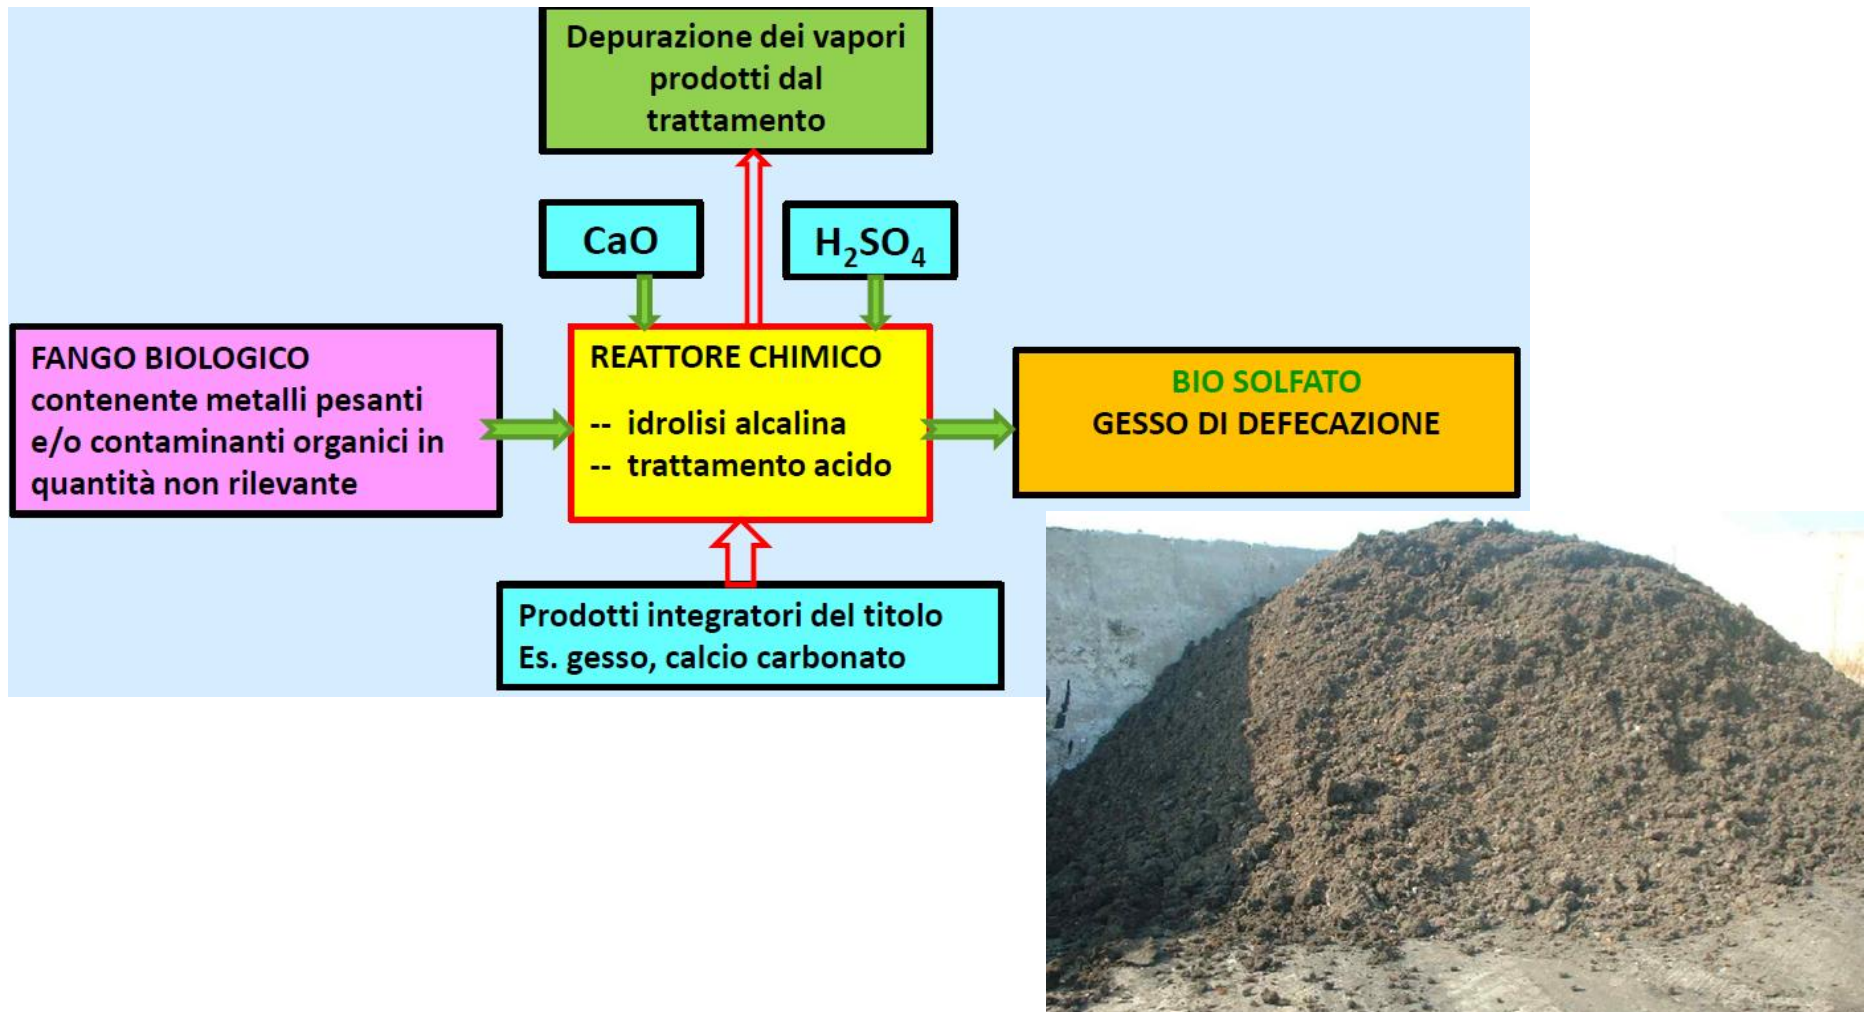 Depurazione dei vapori
prodotti dal
trattamento
CaO
H₂SO₄
FANGO BIOLOGICO
contenente metalli pesanti
e/o contaminanti organici in
quantità non rilevante
REATTORE CHIMICO
-- idrolisi alcalina
-- trattamento acido
BIO SOLFATO
GESSO DI DEFECAZIONE
Prodotti integratori del titolo
Es. gesso, calcio carbonato